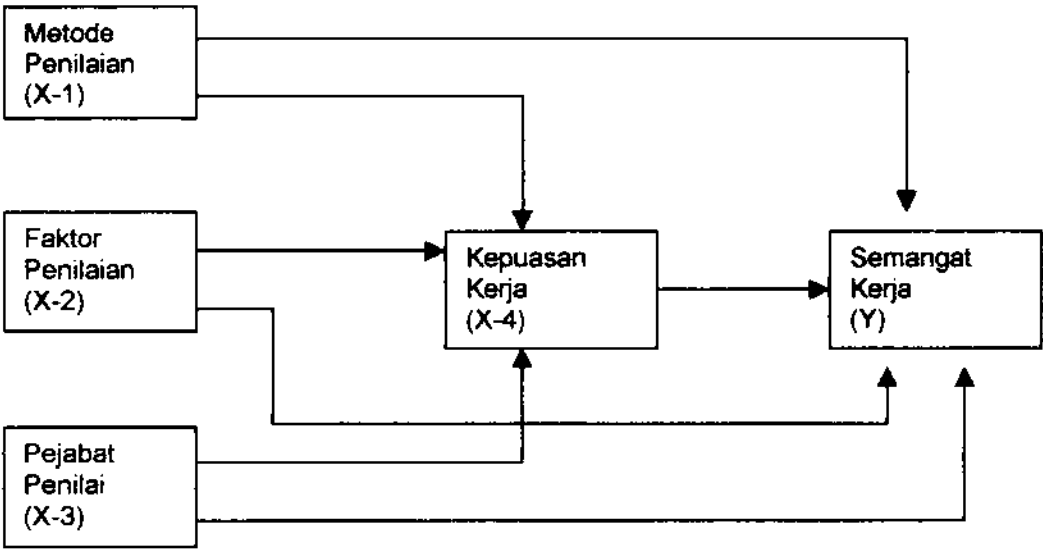 Metode
Penilaian
(X-1)
Faktor
Penilaian
(X-2)
Kepuasan
Kerja
(X-4)
Semangat
Kerja
(Y)
Pejabat
Penilai
(X-3)